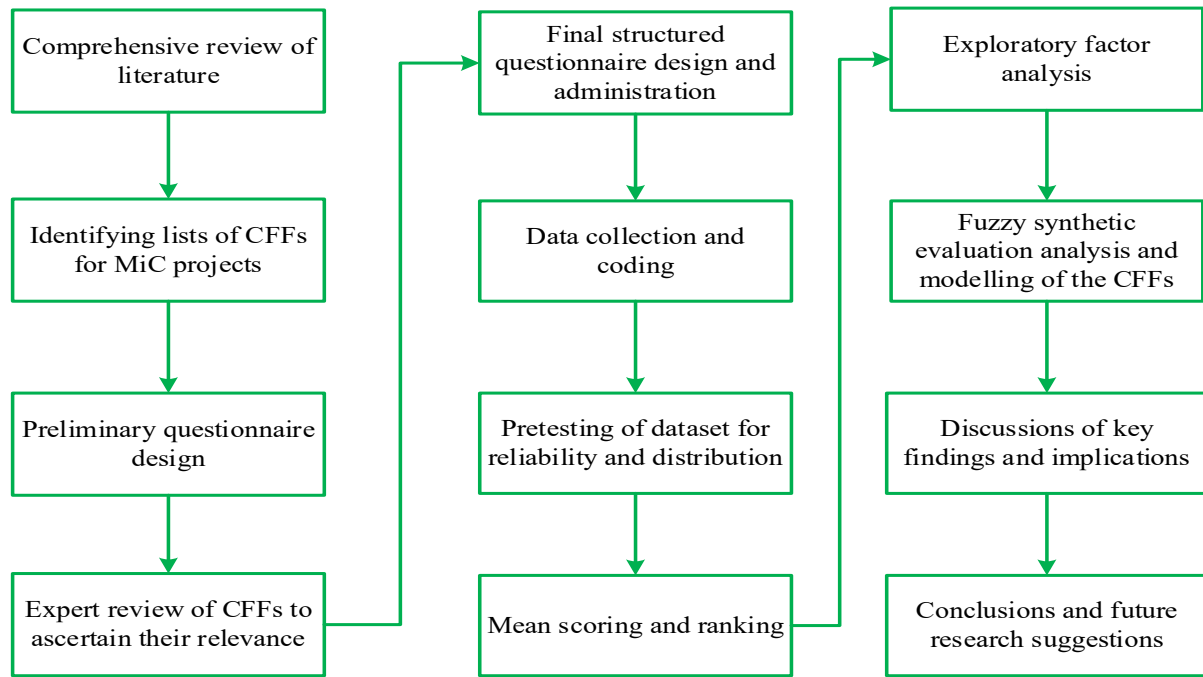 Comprehensive review of
literature
Identifying lists of CFFs
for MiC projects
Preliminary questionnaire
design
Expert review of CFFs to
ascertain their relevance
Final structured
questionnaire design and
administration
Data collection and
coding
Pretesting of dataset for
reliability and distribution
Mean scoring and ranking
Exploratory factor
analysis
Fuzzy synthetic
evaluation analysis and
modelling of the CFFs
Discussions of key
findings and implications
Conclusions and future
research suggestions